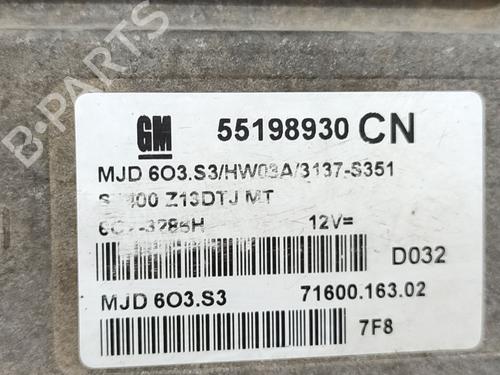 GM 55198930 CN
MJD 6O3.S3/HW03A/3137-S351
Z13DTJ MT
12V=
D032
MJD 6O3.S3 71600.163.02
7F8
B-PARTS